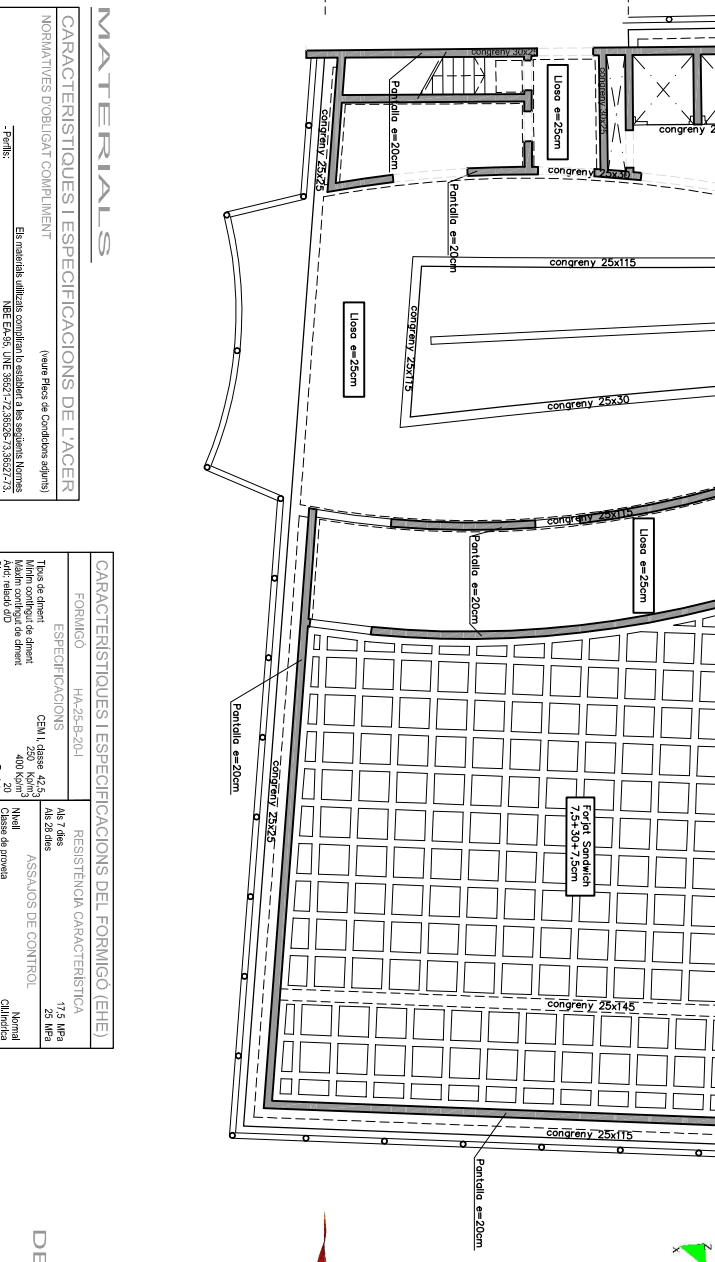 MATERIALS
CARACTERISTIQUES I ESPECIFICACIONS DE L'ACER
NORMATIVES D'OBLIGAT COMPLIMENT (veure Plecs de Condicions adjunts)
Els materials utilitzats compliran lo establert a les següents Normes
- Perfils: NBE EA-95, UNE 36521-72,36526-73,36527-73.
CARACTERÍSTIQUES I ESPECIFICACIONS DEL FORMIGÓ (EHE)
FORMIGÓ HA-25-B-20-I
ESPECIFICACIONS
Tipus de ciment CEM I, classe 42,5
Mínim contingut de ciment 250 Kp/m3
Màxim contingut de ciment 400 Kp/m3
Àrid: relació d/D 20
RESISTÈNCIA CARACTERÍSTICA
Als 7 dies 17,5 MPa
Als 28 dies 25 MPa
ASSAJOS DE CONTROL
Nivell Normal
Classe de proveta Cilíndrica
DE
congreny 30x25
Pantalla e=20cm
Llosa e=25cm
congreny 30x25
congreny 2
congreny 25x25
congreny 25x30
Pantalla e=20cm
congreny 25x115
Llosa e=25cm
congreny 25x115
congreny 25x30
congreny 25x115
Pantalla e=20cm
Llosa e=25cm
Pantalla e=20cm
congreny 25x25
Forjat Sandwich
7,5+30+7,5cm
congreny 25x145
congreny 25x115
Pantalla e=20cm
Z
X